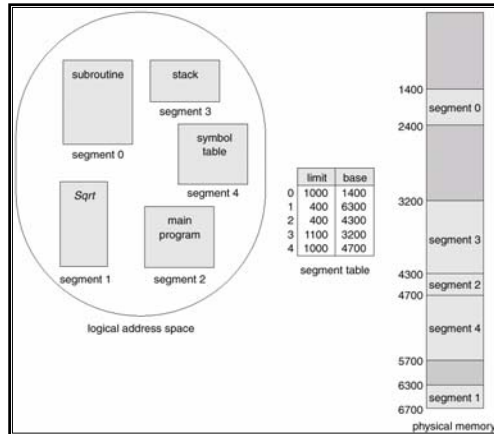 subroutine
segment 0
stack
segment 3
symbol
table
segment 4
Sqrt
segment 1
main
program
segment 2
logical address space
limit base
0 1000 1400
1 400 6300
2 400 4300
3 1100 3200
4 1000 4700
segment table
1400
segment 0
2400
3200
segment 3
4300
segment 2
4700
segment 4
5700
6300
segment 1
6700
physical memory